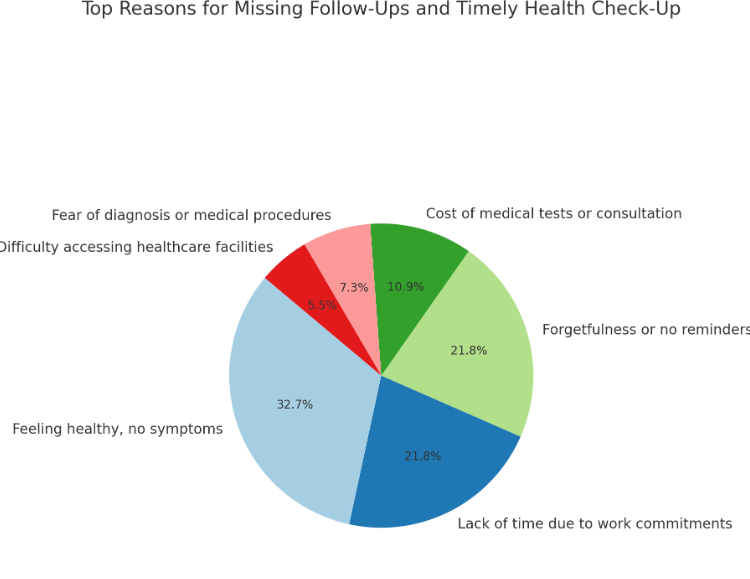 Top Reasons for Missing Follow-Ups and Timely Health Check-Up
Fear of diagnosis or medical procedures
Cost of medical tests or consultation
Difficulty accessing healthcare facilities
7.3%
10.9%
5.5%
Forgetfulness or no reminders
21.8%
32.7%
Feeling healthy, no symptoms
21.8%
Lack of time due to work commitments